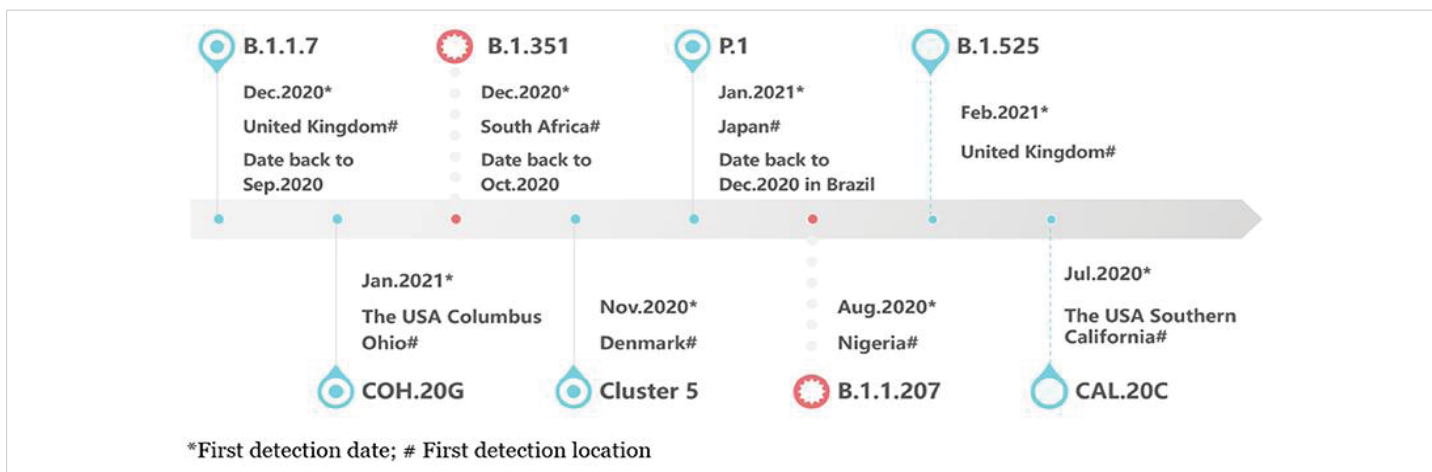 B.1.1.7
Dec.2020*
United Kingdom#
Date back to
Sep.2020
B.1.351
Dec.2020*
South Africa#
Date back to
Oct.2020
P.1
Jan.2021*
Japan#
Date back to
Dec.2020 in Brazil
B.1.525
Feb.2021*
United Kingdom#
Jan.2021*
The USA Columbus
Ohio#
COH.20G
Nov.2020*
Denmark#
Cluster 5
Aug.2020*
Nigeria#
B.1.1.207
Jul.2020*
The USA Southern
California#
CAL.20C
*First detection date; # First detection location